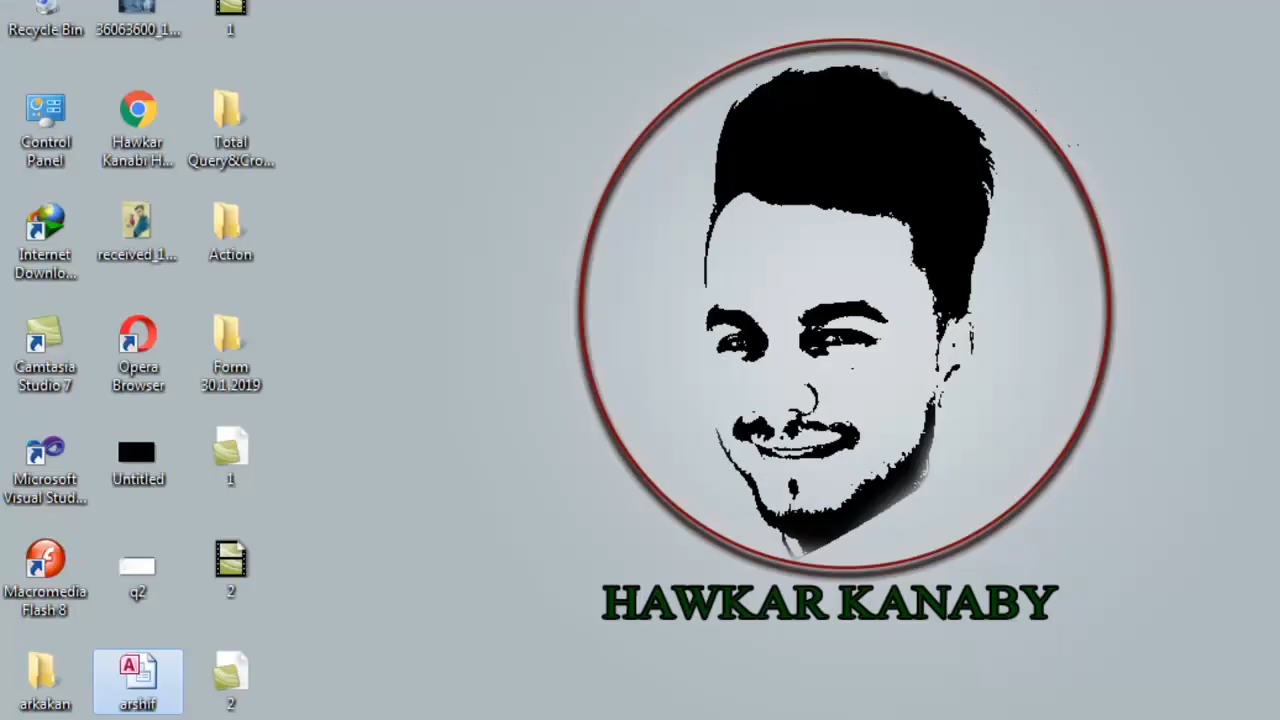 Recycle Bin
36063600_1...
1
Control
Panel
Hawkar
Kanabi H...
Total
Query&Cro...
Internet
Downlo...
received_1...
Action
Camtasia
Studio 7
Opera
Browser
Form
30.1.2019
Microsoft
Visual Stud...
Untitled
1
Macromedia
Flash 8
q2
2
arkakan
arshif
2
HAWKAR KANABY